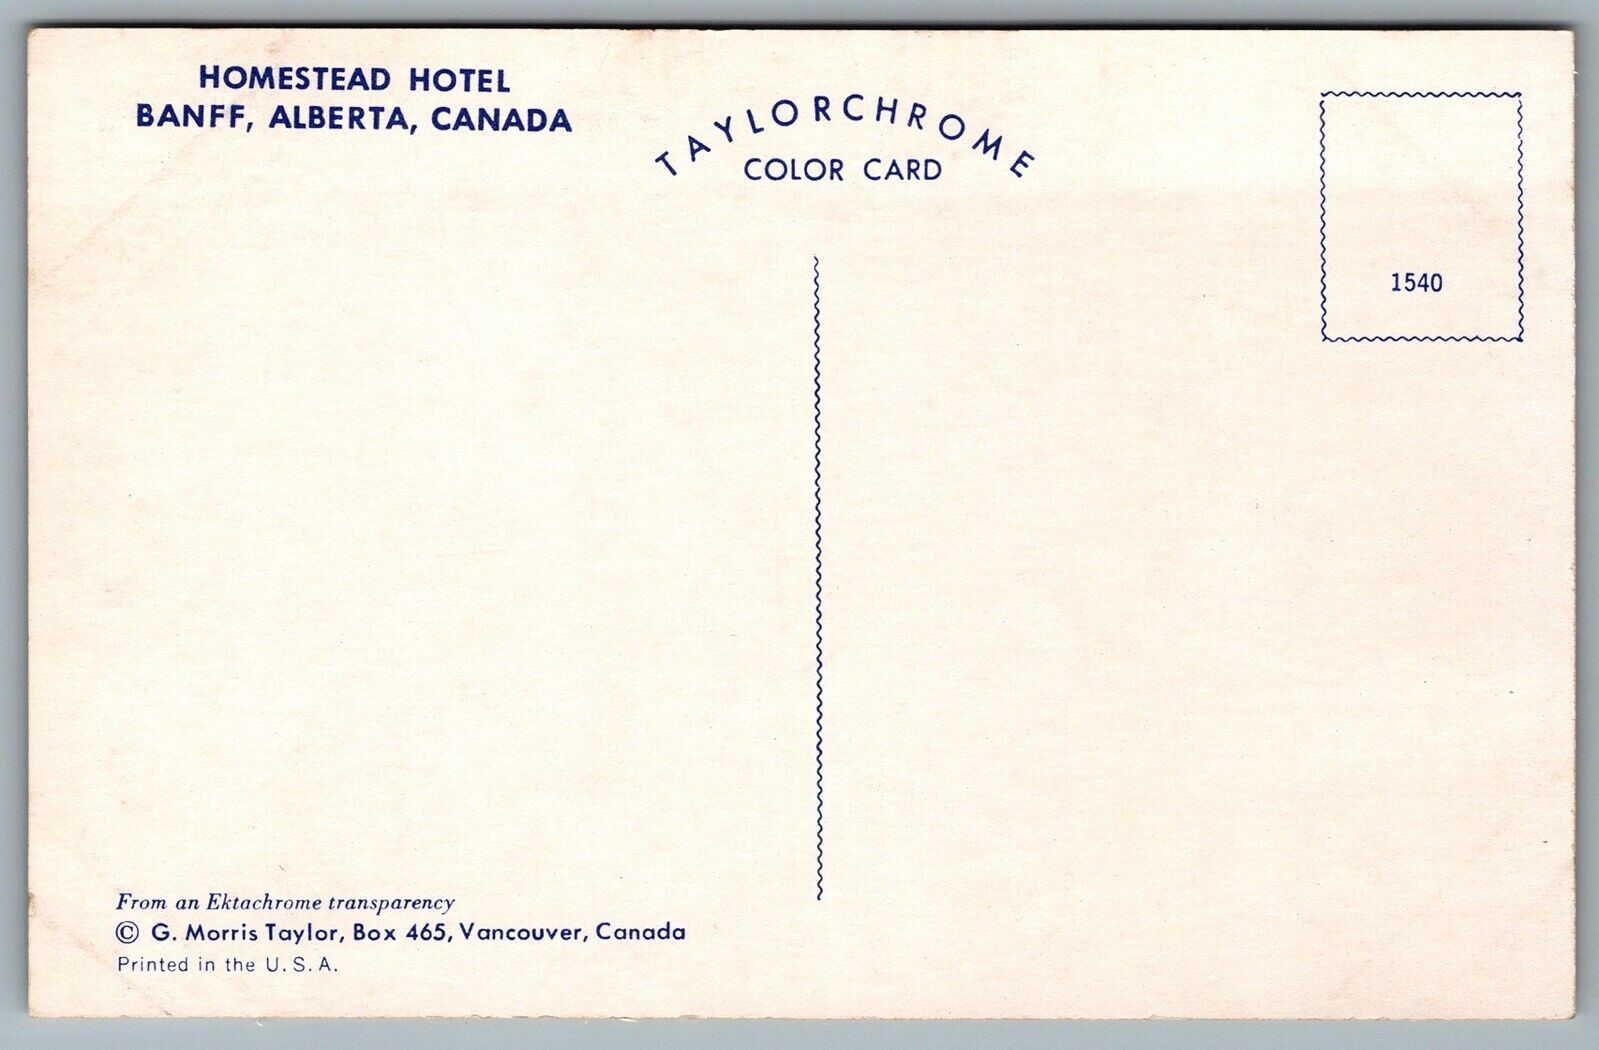 HOMESTEAD HOTEL
BANFF, ALBERTA, CANADA
TAYLORCHROME
COLOR CARD
1540
From an Ektachrome transparency
© G. Morris Taylor, Box 465, Vancouver, Canada
Printed in the U.S.A.